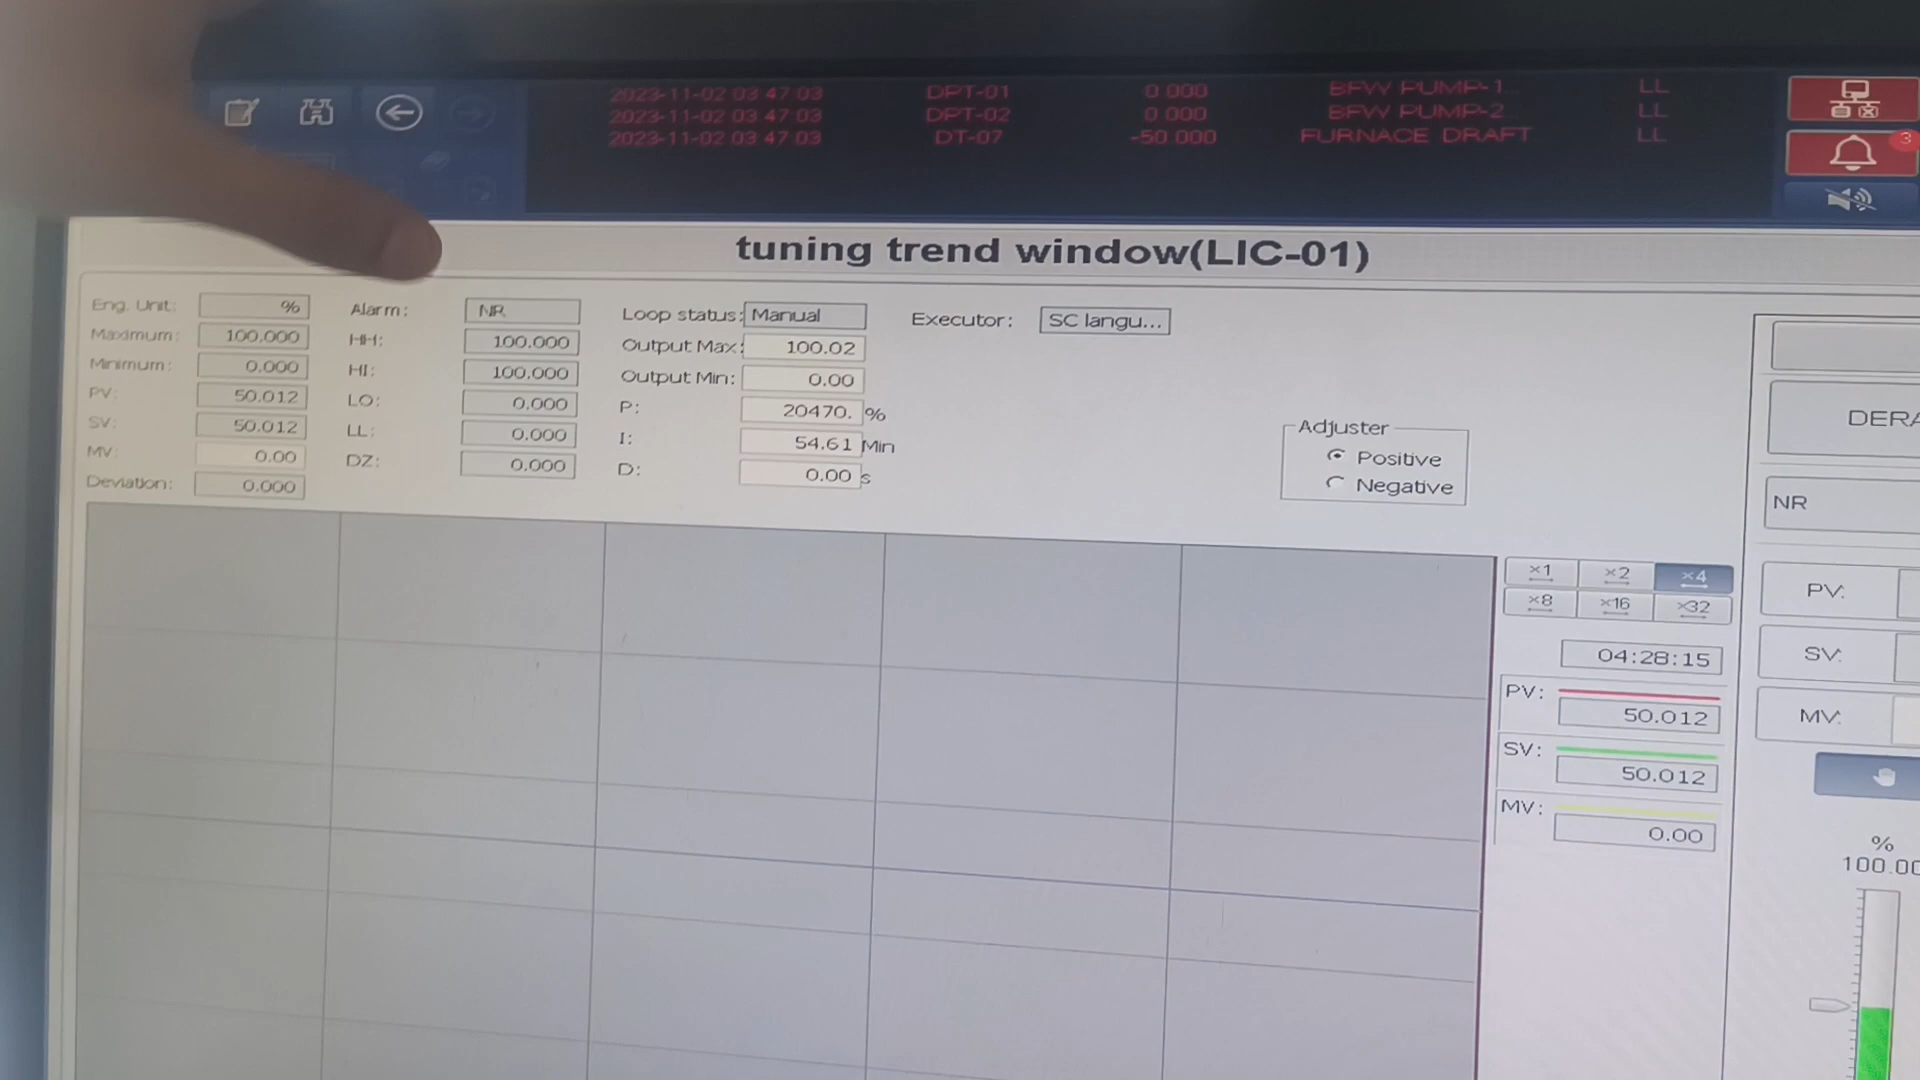 2023-11-02 03 47 03 DPT-01 0 000 BFW PUMP-1 LL
2023-11-02 03 47 03 DPT-02 0 000 BFW PUMP-2 LL
2023-11-02 03 47 03 DT-07 -50 000 FURNACE DRAFT LL
3
tuning trend window(LIC-01)
Eng. Unit: %
Maximum: 100.000
Minimum: 0.000
PV: 50.012
SV: 50.012
MV: 0.00
Deviation: 0.000
Alarm: NR
HH: 100.000
HI: 100.000
LO: 0.000
LL: 0.000
DZ: 0.000
Loop status: Manual
Output Max: 100.02
Output Min: 0.00
P: 20470. %
I: 54.61 Min
D: 0.00 s
Executor: SC langu...
Adjuster
Positive
Negative
×1 ×2 ×4
×8 ×16 ×32
04:28:15
PV:
50.012
SV:
50.012
MV:
0.00
DERA
NR
PV:
SV:
MV:
%
100.00